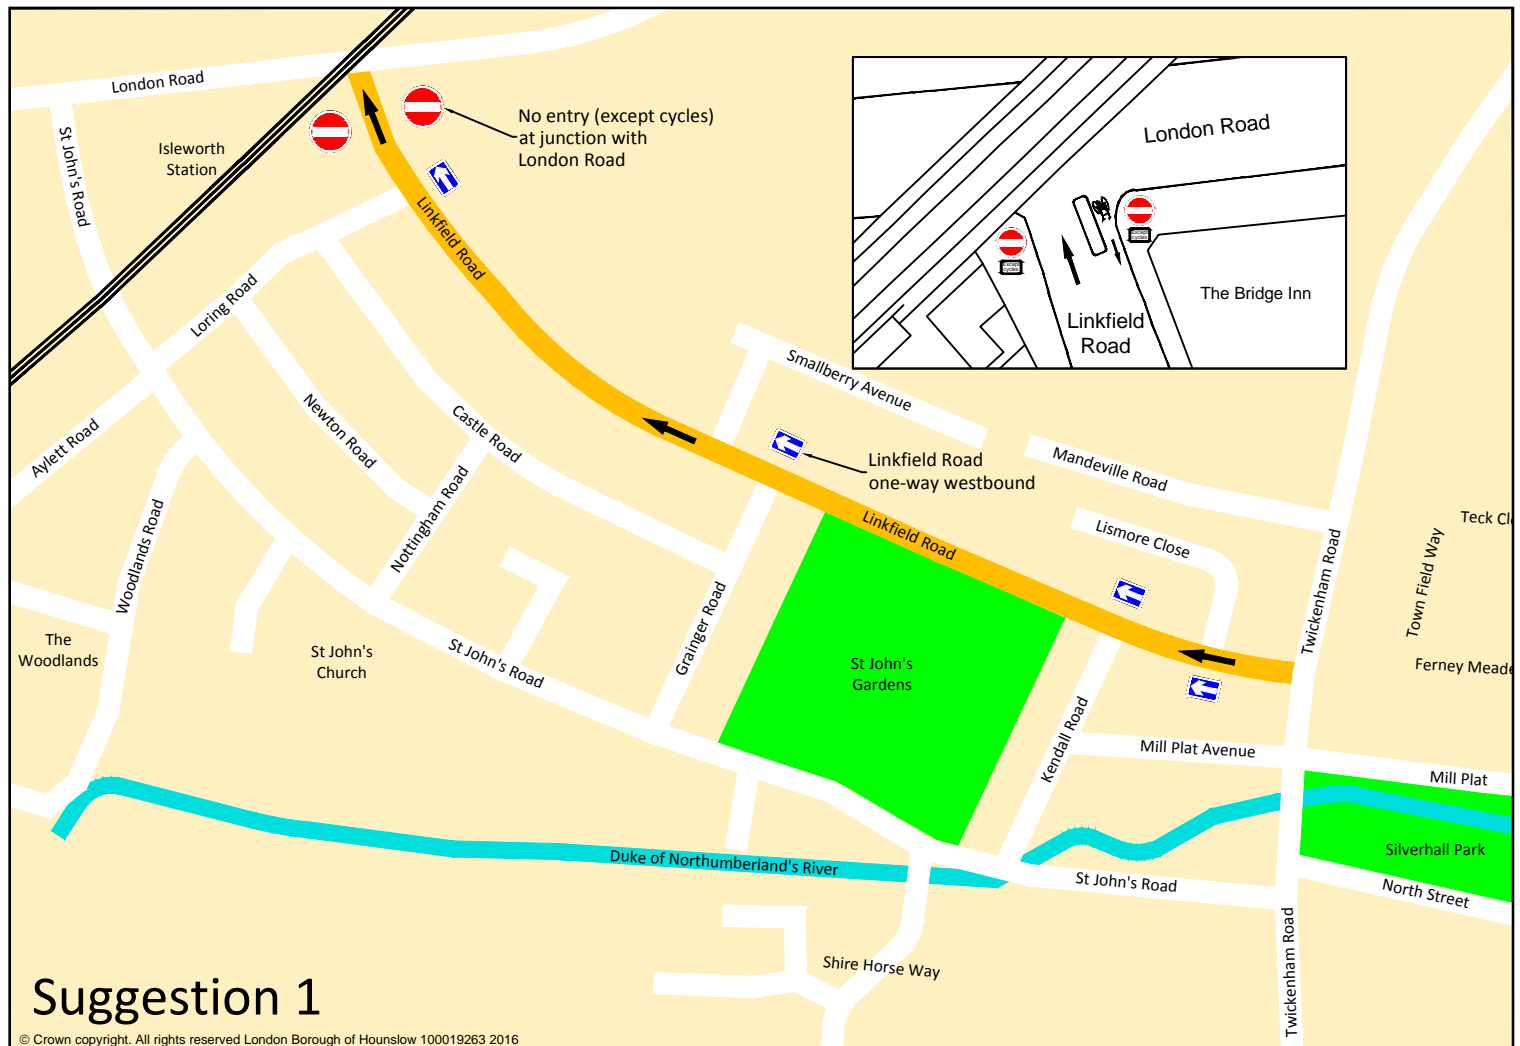 London Road
St John's Road
Isleworth
Station
No entry (except cycles)
at junction with
London Road
Linkfield Road
Loring Road
Aylett Road
Newton Road
Castle Road
Nottingham Road
Woodlands Road
The
Woodlands
St John's
Church
St John's Road
Grainger Road
Smallberry Avenue
Linkfield Road
one-way westbound
Linkfield Road
Mandeville Road
Lismore Close
Twickenham Road
Town Field Way
Ferney Meade
St John's
Gardens
Kendall Road
Mill Plat Avenue
Mill Plat
Silverhall Park
North Street
St John's Road
Twickenham Road
Duke of Northumberland's River
Shire Horse Way
London Road
Except
cycles
Except
cycles
The Bridge Inn
Linkfield
Road
Suggestion 1
© Crown copyright. All rights reserved London Borough of Hounslow 100019263 2016